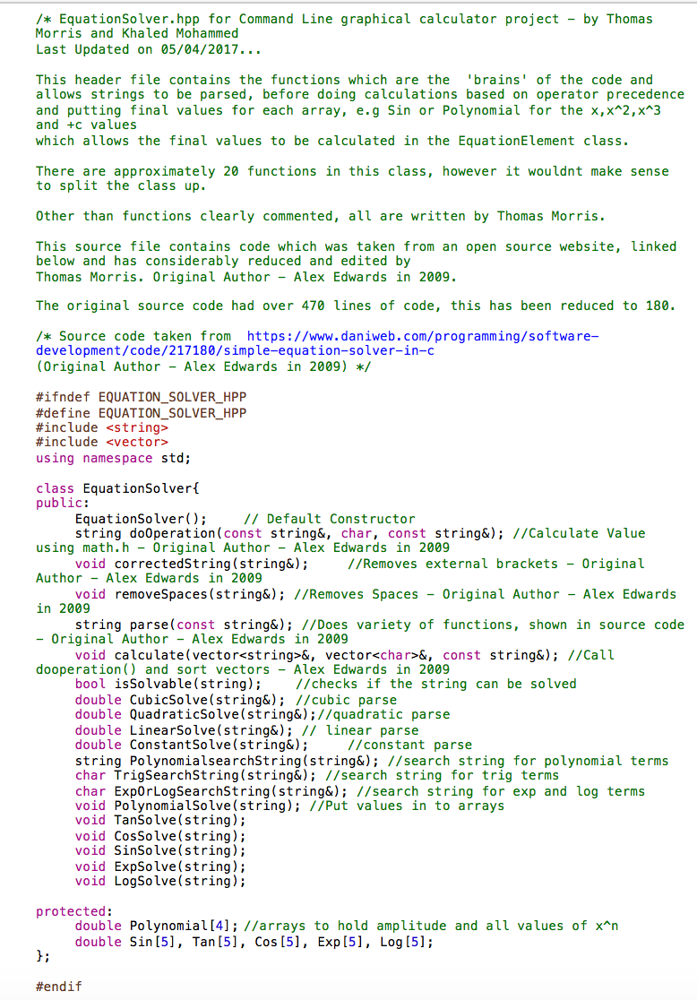 /* EquationSolver.hpp for Command Line graphical calculator project – by Thomas
Morris and Khaled Mohammed
Last Updated on 05/04/2017...
This header file contains the functions which are the  'brains' of the code and
allows strings to be parsed, before doing calculations based on operator precedence
and putting final values for each array, e.g Sin or Polynomial for the x,x^2,x^3
and +c values
which allows the final values to be calculated in the EquationElement class.
There are approximately 20 functions in this class, however it wouldnt make sense
to split the class up.
Other than functions clearly commented, all are written by Thomas Morris.
This source file contains code which was taken from an open source website, linked
below and has considerably reduced and edited by
Thomas Morris. Original Author – Alex Edwards in 2009.
The original source code had over 470 lines of code, this has been reduced to 180.
/* Source code taken from  https://www.daniweb.com/programming/software-
development/code/217180/simple-equation-solver-in-c
(Original Author – Alex Edwards in 2009) */
#ifndef EQUATION_SOLVER_HPP
#define EQUATION_SOLVER_HPP
#include <string>
#include <vector>
using namespace std;
class EquationSolver{
public:
     EquationSolver();     // Default Constructor
     string doOperation(const string&, char, const string&); //Calculate Value
using math.h – Original Author – Alex Edwards in 2009
     void correctedString(string&);     //Removes external brackets – Original
Author – Alex Edwards in 2009
     void removeSpaces(string&); //Removes Spaces – Original Author – Alex Edwards
in 2009
     string parse(const string&); //Does variety of functions, shown in source code
– Original Author – Alex Edwards in 2009
     void calculate(vector<string>&, vector<char>&, const string&); //Call
dooperation() and sort vectors – Alex Edwards in 2009
     bool isSolvable(string);     //checks if the string can be solved
     double CubicSolve(string&); //cubic parse
     double QuadraticSolve(string&);//quadratic parse
     double LinearSolve(string&); // linear parse
     double ConstantSolve(string&);     //constant parse
     string PolynomialsearchString(string&); //search string for polynomial terms
     char TrigSearchString(string&); //search string for trig terms
     char ExpOrLogSearchString(string&); //search string for exp and log terms
     void PolynomialSolve(string); //Put values in to arrays
     void TanSolve(string);
     void CosSolve(string);
     void SinSolve(string);
     void ExpSolve(string);
     void LogSolve(string);
protected:
     double Polynomial[4]; //arrays to hold amplitude and all values of x^n
     double Sin[5], Tan[5], Cos[5], Exp[5], Log[5];
};
#endif